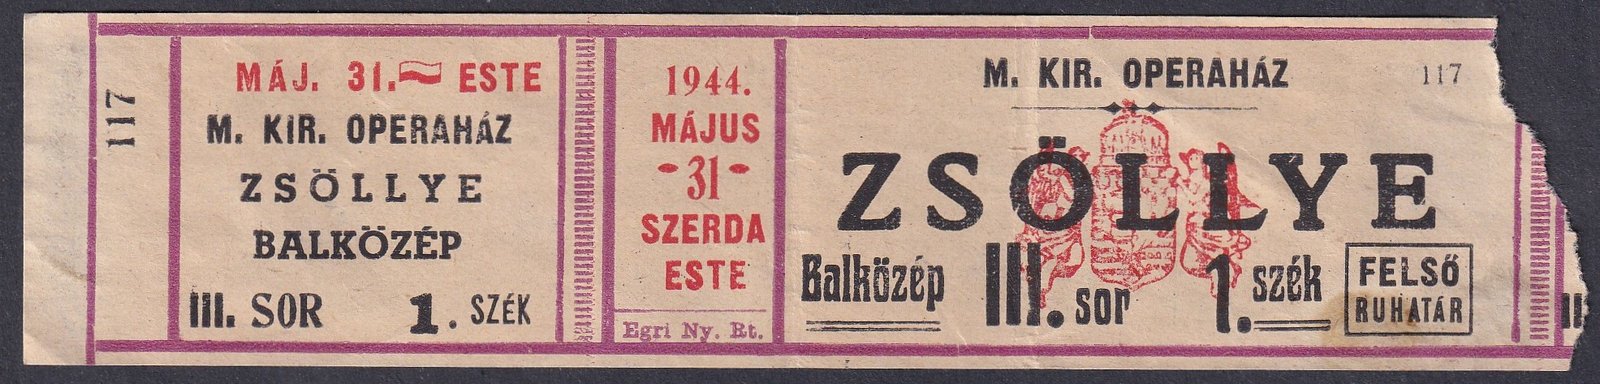 117
MÁJ. 31. ESTE
M. KIR. OPERAHÁZ
ZSÖLLYE
BALKÖZÉP
III. SOR 1. SZÉK
1944.
MÁJUS
-31-
SZERDA
ESTE
Egri Ny. Rt.
M. KIR. OPERAHÁZ 117
ZSÖLLYE
Balközép III. sor 1. szék
FELSŐ
RUHATÁR